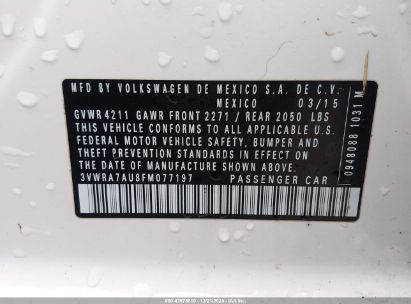 MFD BY VOLKSWAGEN DE MEXICO S.A. DE C.V.
MEXICO 03/15
GVWR 4211 GAWR FRONT 2271 / REAR 2050 LBS
THIS VEHICLE CONFORMS TO ALL APPLICABLE U.S.
FEDERAL MOTOR VEHICLE SAFETY, BUMPER AND
THEFT PREVENTION STANDARDS IN EFFECT ON
THE DATE OF MANUFACTURE SHOWN ABOVE.
3VWRA7AU8FM077197 PASSENGER CAR
0948088 1031 M